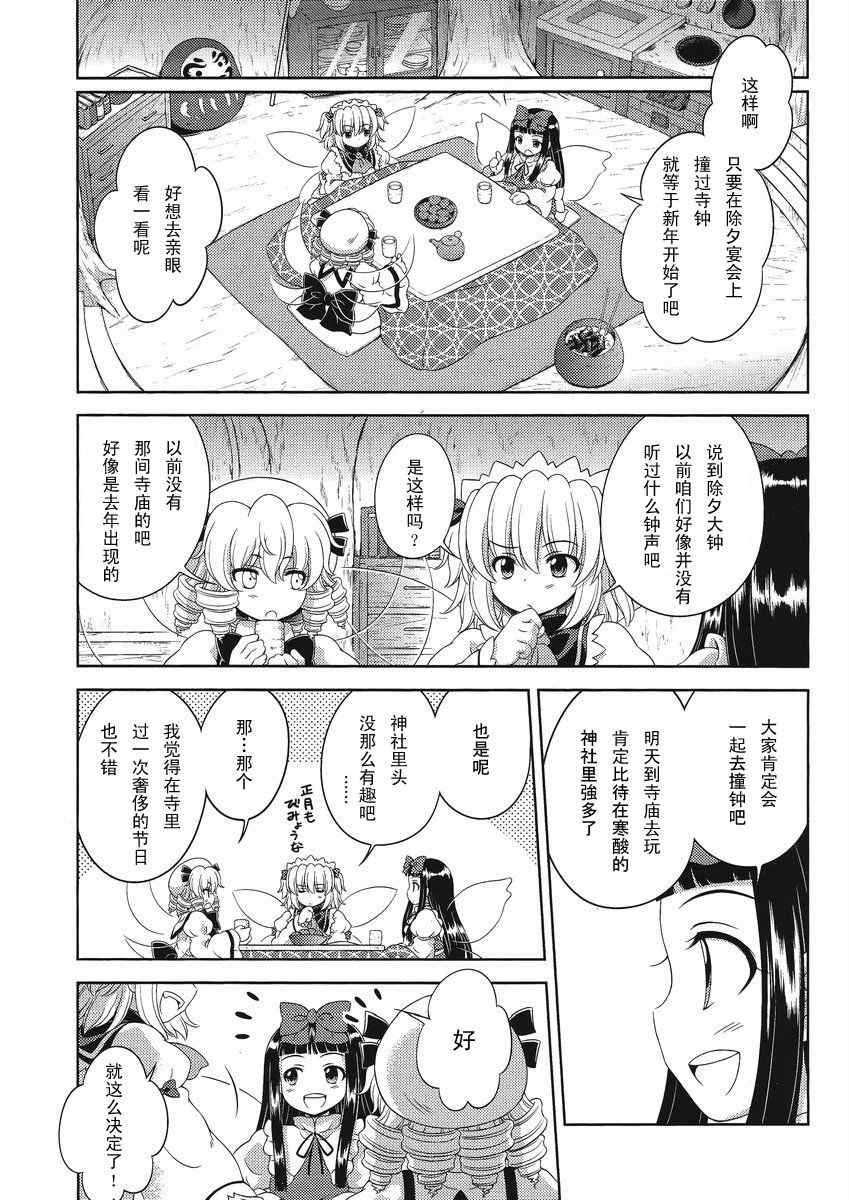 这样啊
只要在除夕宴会上
撞过寺钟
就等于新年开始了吧
好想去亲眼
看一看呢
说到除夕大钟
以前咱们好像并没有
听过什么钟声吧
是这样吗？
以前没有
那间寺庙的吧
好像是去年出现的
大家肯定会
一起去撞钟吧
明天到寺庙去玩
肯定比待在寒酸的
神社里強多了
也是呢
神社里头
没那么有趣吧
……
正月も
びみょうな
那…那个
我觉得在寺里
过一次奢侈的节日
也不错
好
就这么决定了！